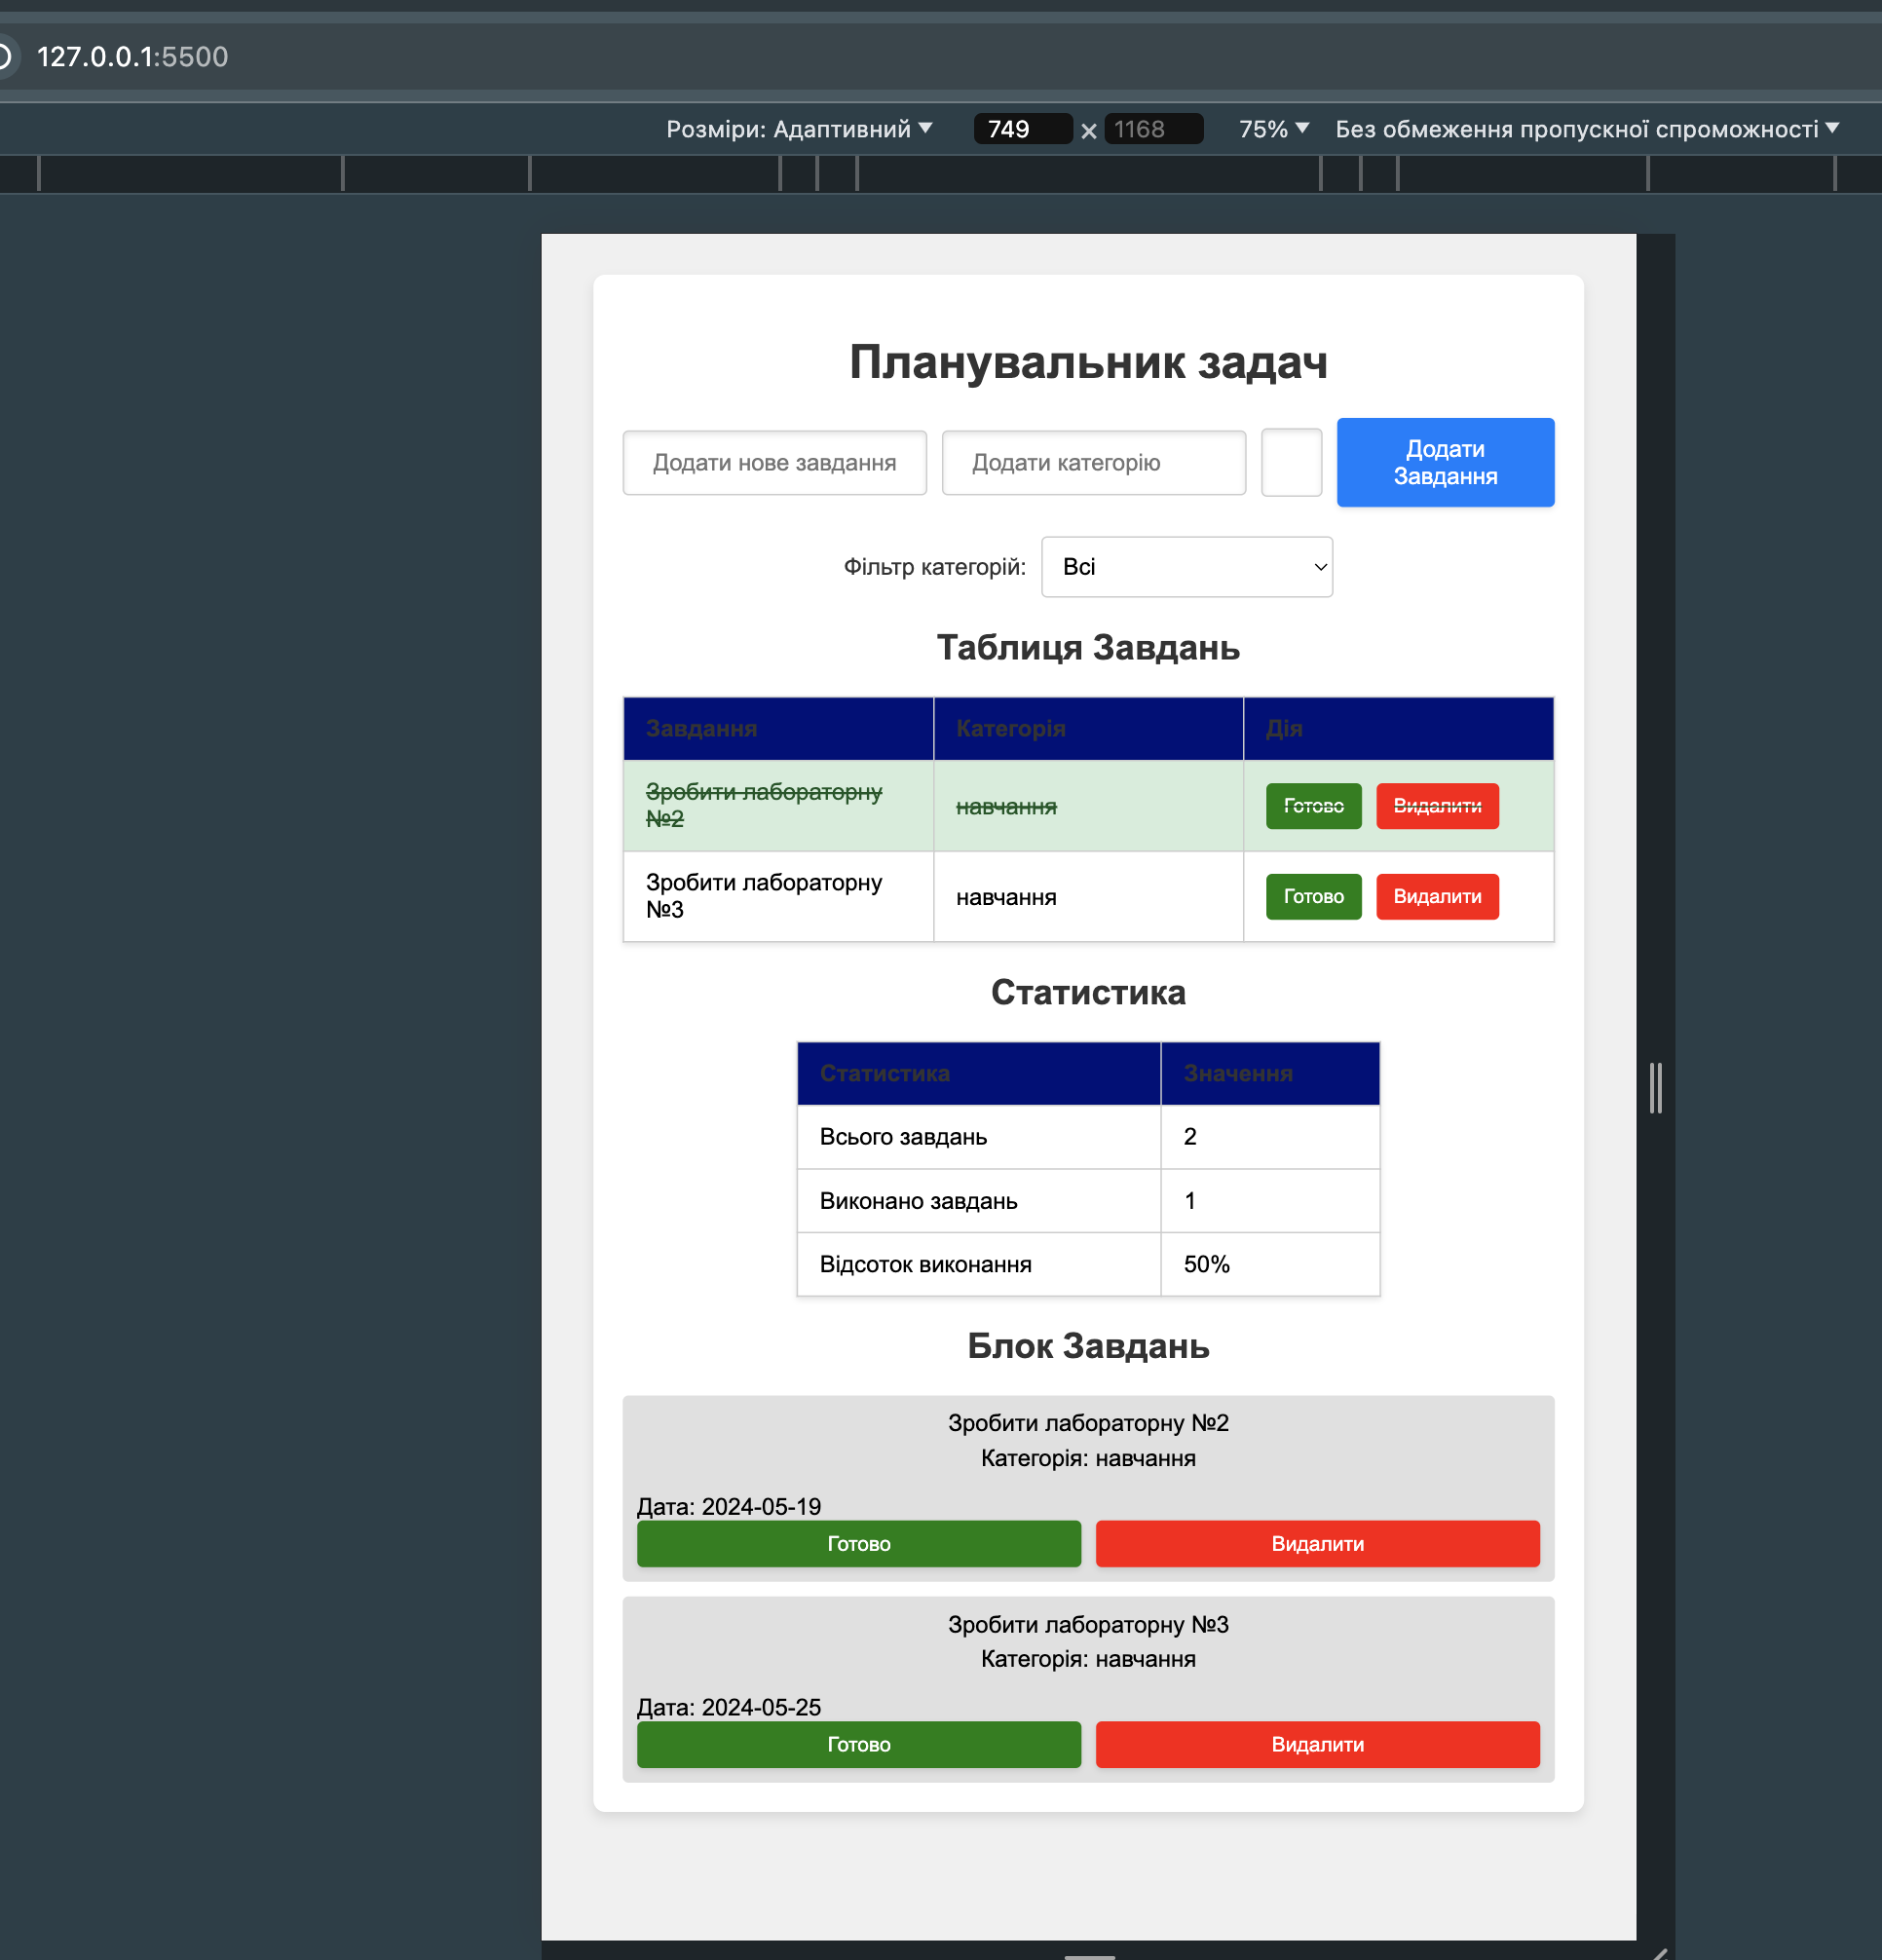 127.0.0.1:5500
Розміри: Адаптивний 749 × 1168 75% Без обмеження пропускної спроможності
Планувальник задач
Додати нове завдання Додати категорію Додати
Завдання
Фільтр категорій: Всі
Таблиця Завдань
Завдання Категорія Дія
Зробити лабораторну
№2 навчання Готово Видалити
Зробити лабораторну
№3 навчання Готово Видалити
Статистика
Статистика Значення
Всього завдань 2
Виконано завдань 1
Відсоток виконання 50%
Блок Завдань
Зробити лабораторну №2
Категорія: навчання
Дата: 2024-05-19
Готово Видалити
Зробити лабораторну №3
Категорія: навчання
Дата: 2024-05-25
Готово Видалити